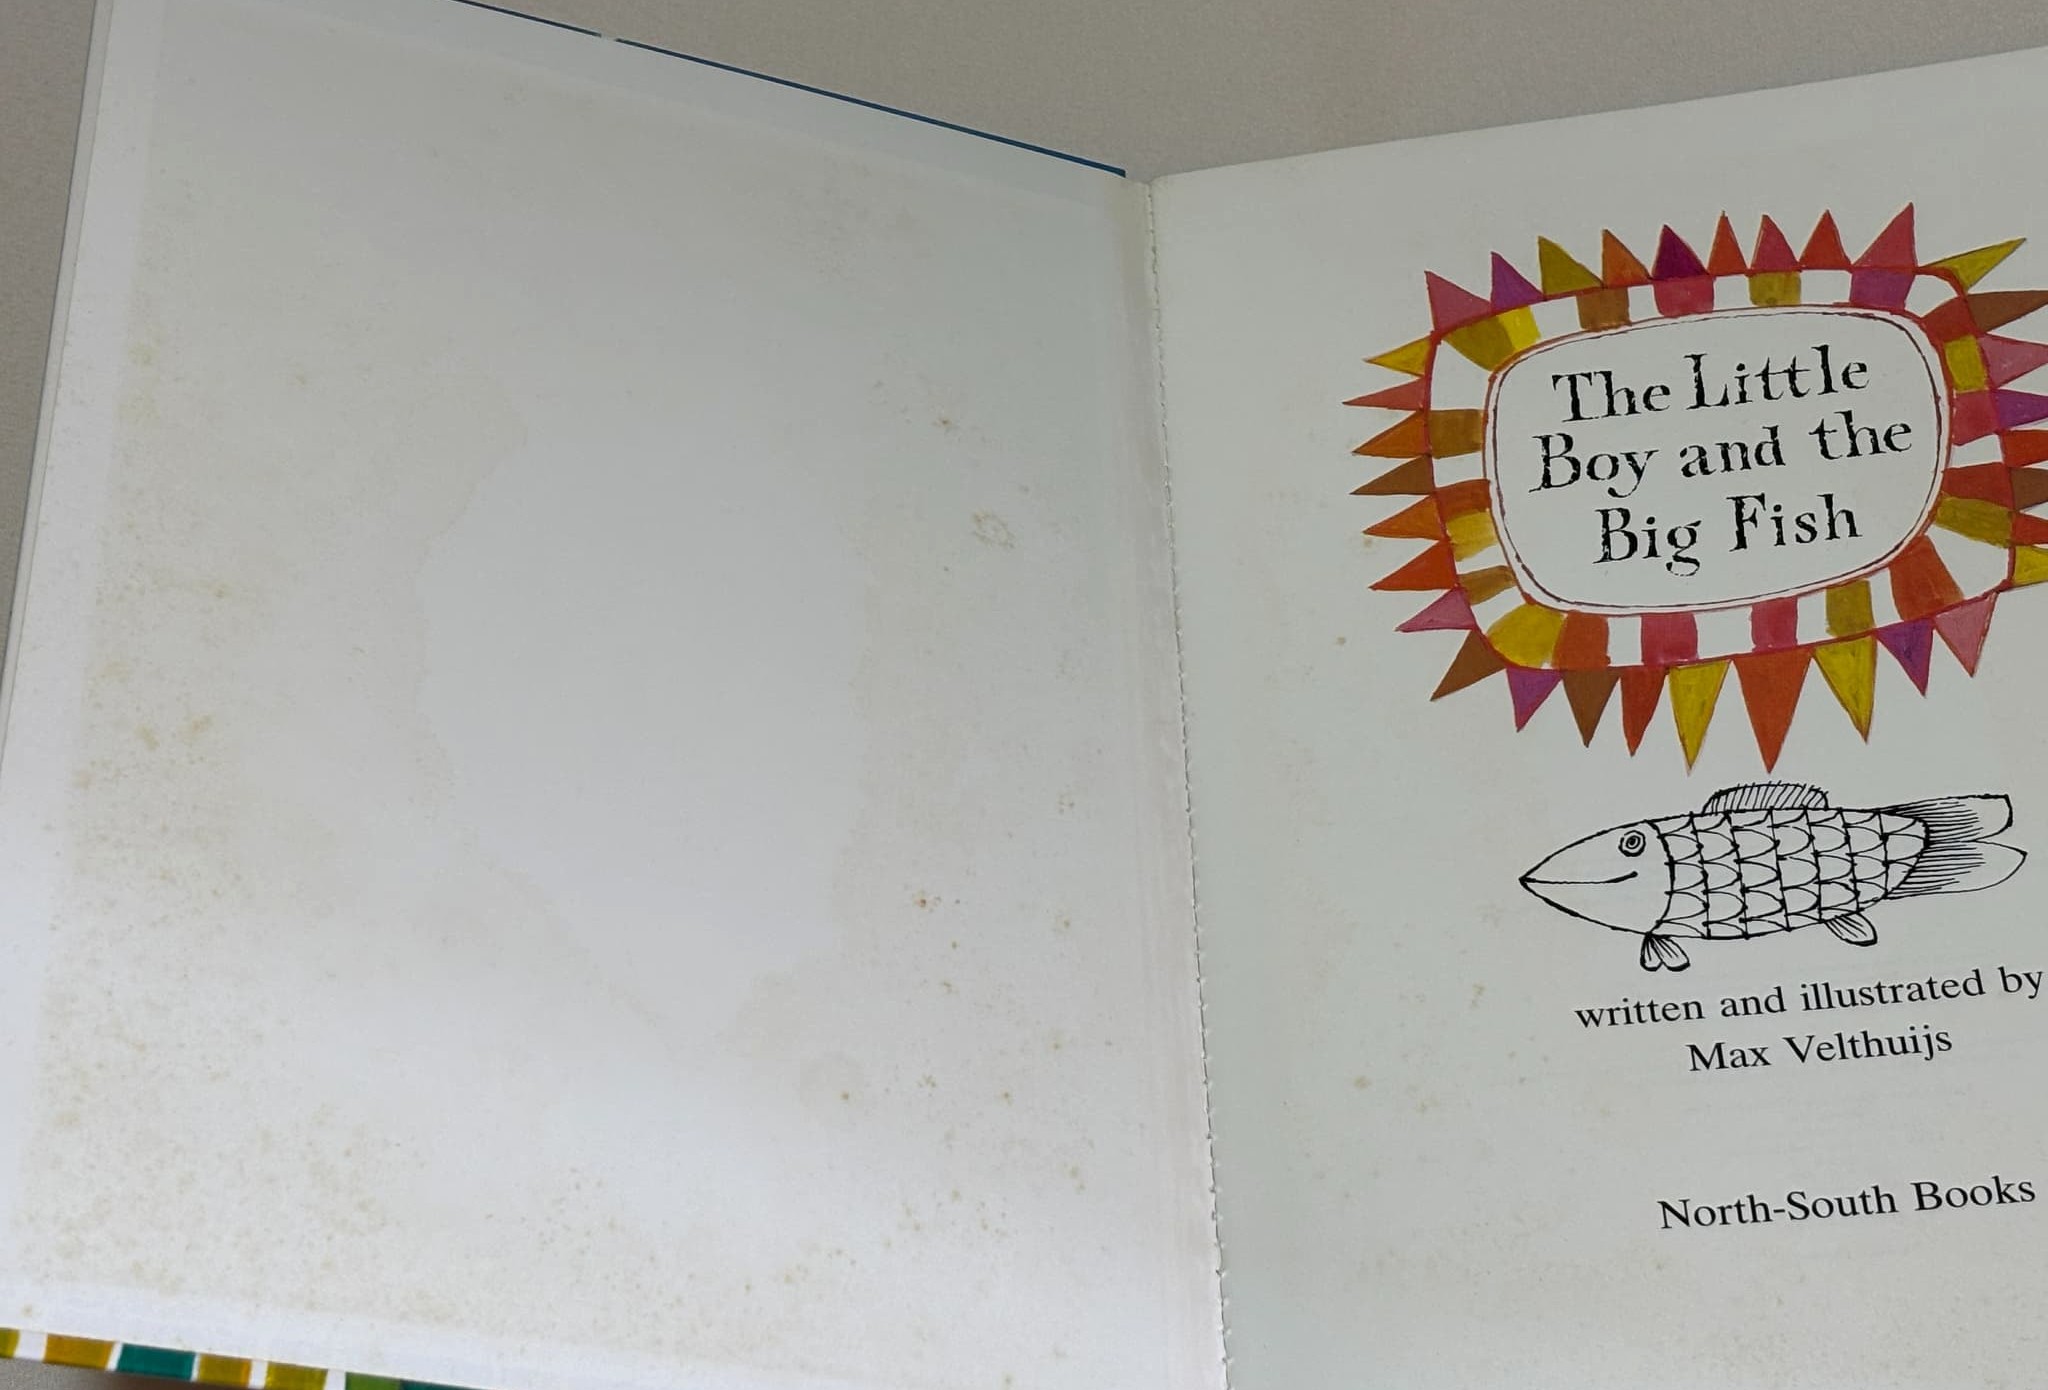 The Little
Boy and the
Big Fish
written and illustrated by
Max Velthuijs
North-South Books